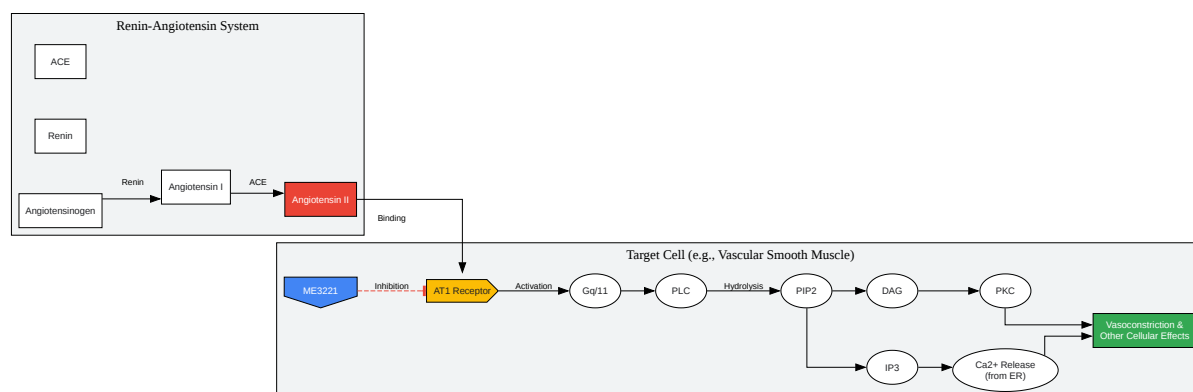 Renin-Angiotensin System
ACE
Renin
Angiotensinogen
Renin
Angiotensin I
ACE
Angiotensin II
Binding
Target Cell (e.g., Vascular Smooth Muscle)
ME3221
Inhibition
AT1 Receptor
Activation
Gq/11
PLC
Hydrolysis
PIP2
DAG
PKC
IP3
Ca2+ Release
(from ER)
Vasoconstriction &
Other Cellular Effects